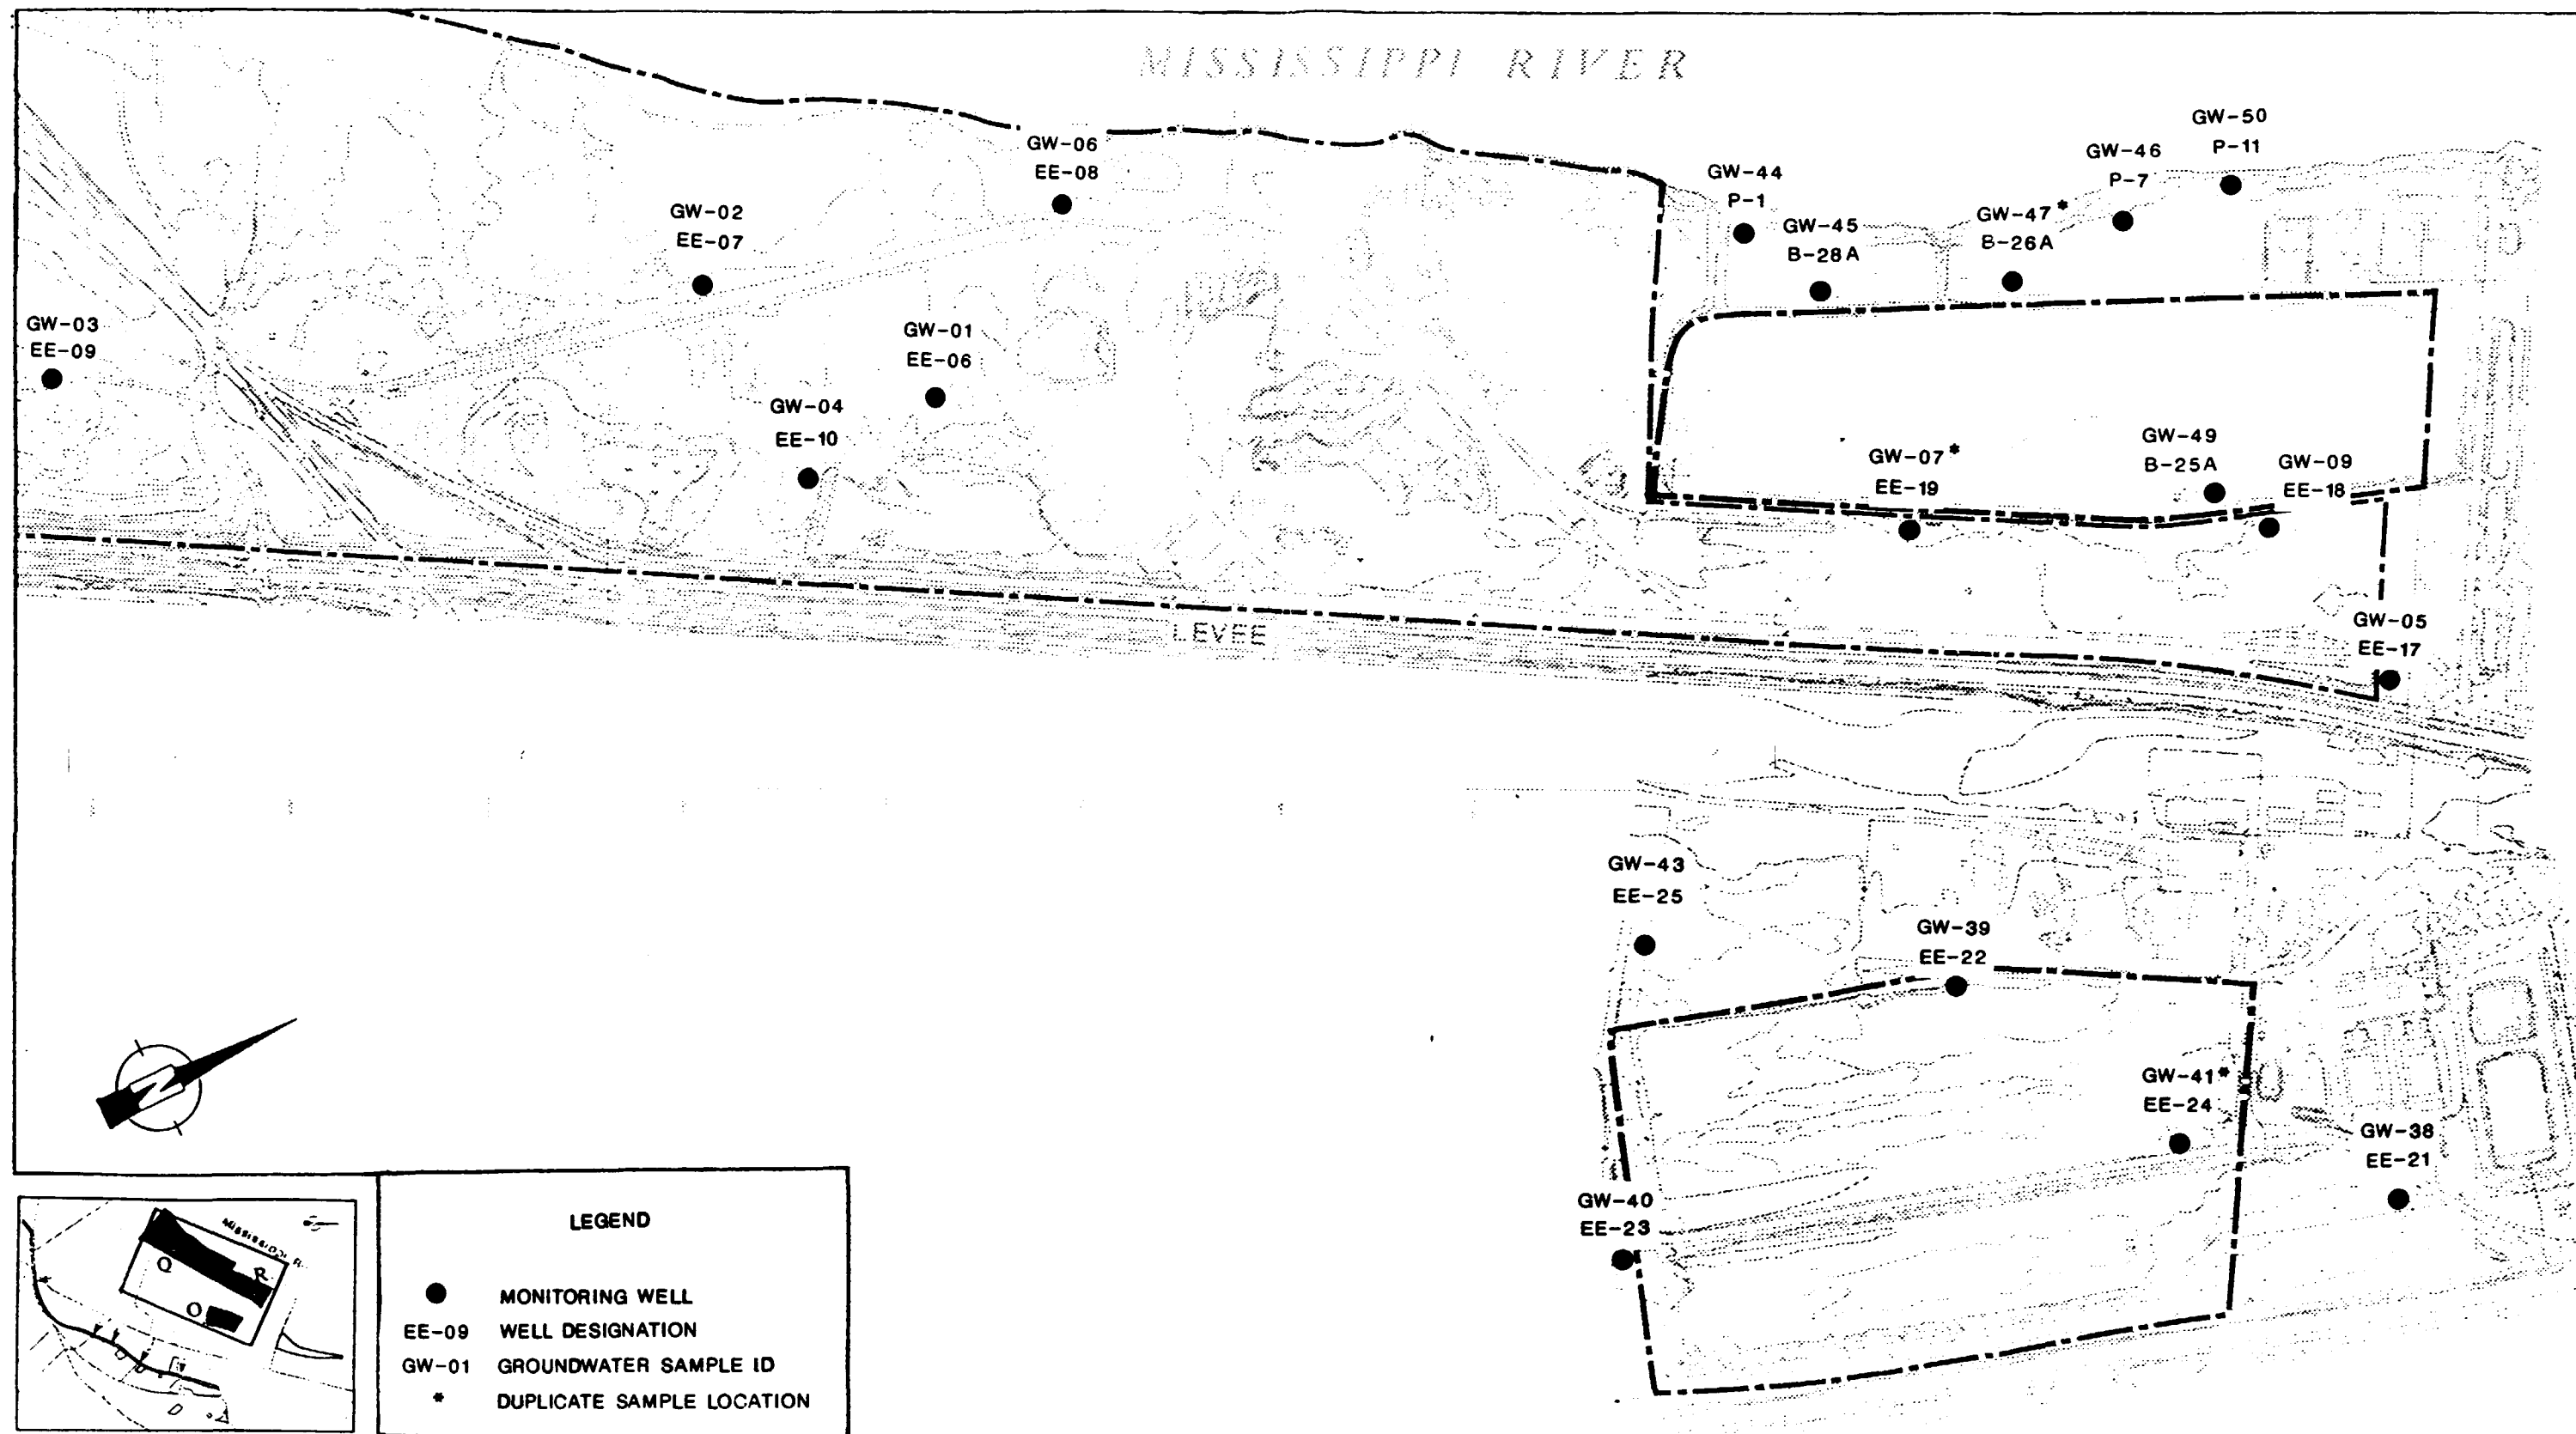 MISSISSIPPI RIVER
GW-50
P-11
GW-46
P-7
GW-06
EE-08
GW-44
P-1
GW-47*
B-26A
GW-45
B-28A
GW-02
EE-07
GW-03
EE-09
GW-01
EE-06
GW-04
EE-10
GW-07*
EE-19
GW-49
B-25A
GW-09
EE-18
LEVEE
GW-05
EE-17
GW-43
EE-25
GW-39
EE-22
GW-41*
EE-24
GW-38
EE-21
GW-40
EE-23
N
MISSISSIPPI R.
Q
R
O
LEGEND
MONITORING WELL
EE-09 WELL DESIGNATION
GW-01 GROUNDWATER SAMPLE ID
* DUPLICATE SAMPLE LOCATION